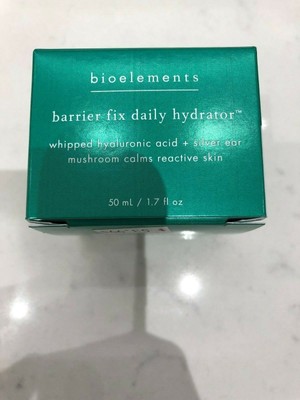 bioelements
barrier fix daily hydrator™
whipped hyaluronic acid + silver ear
mushroom calms reactive skin
50 mL / 1.7 fl oz